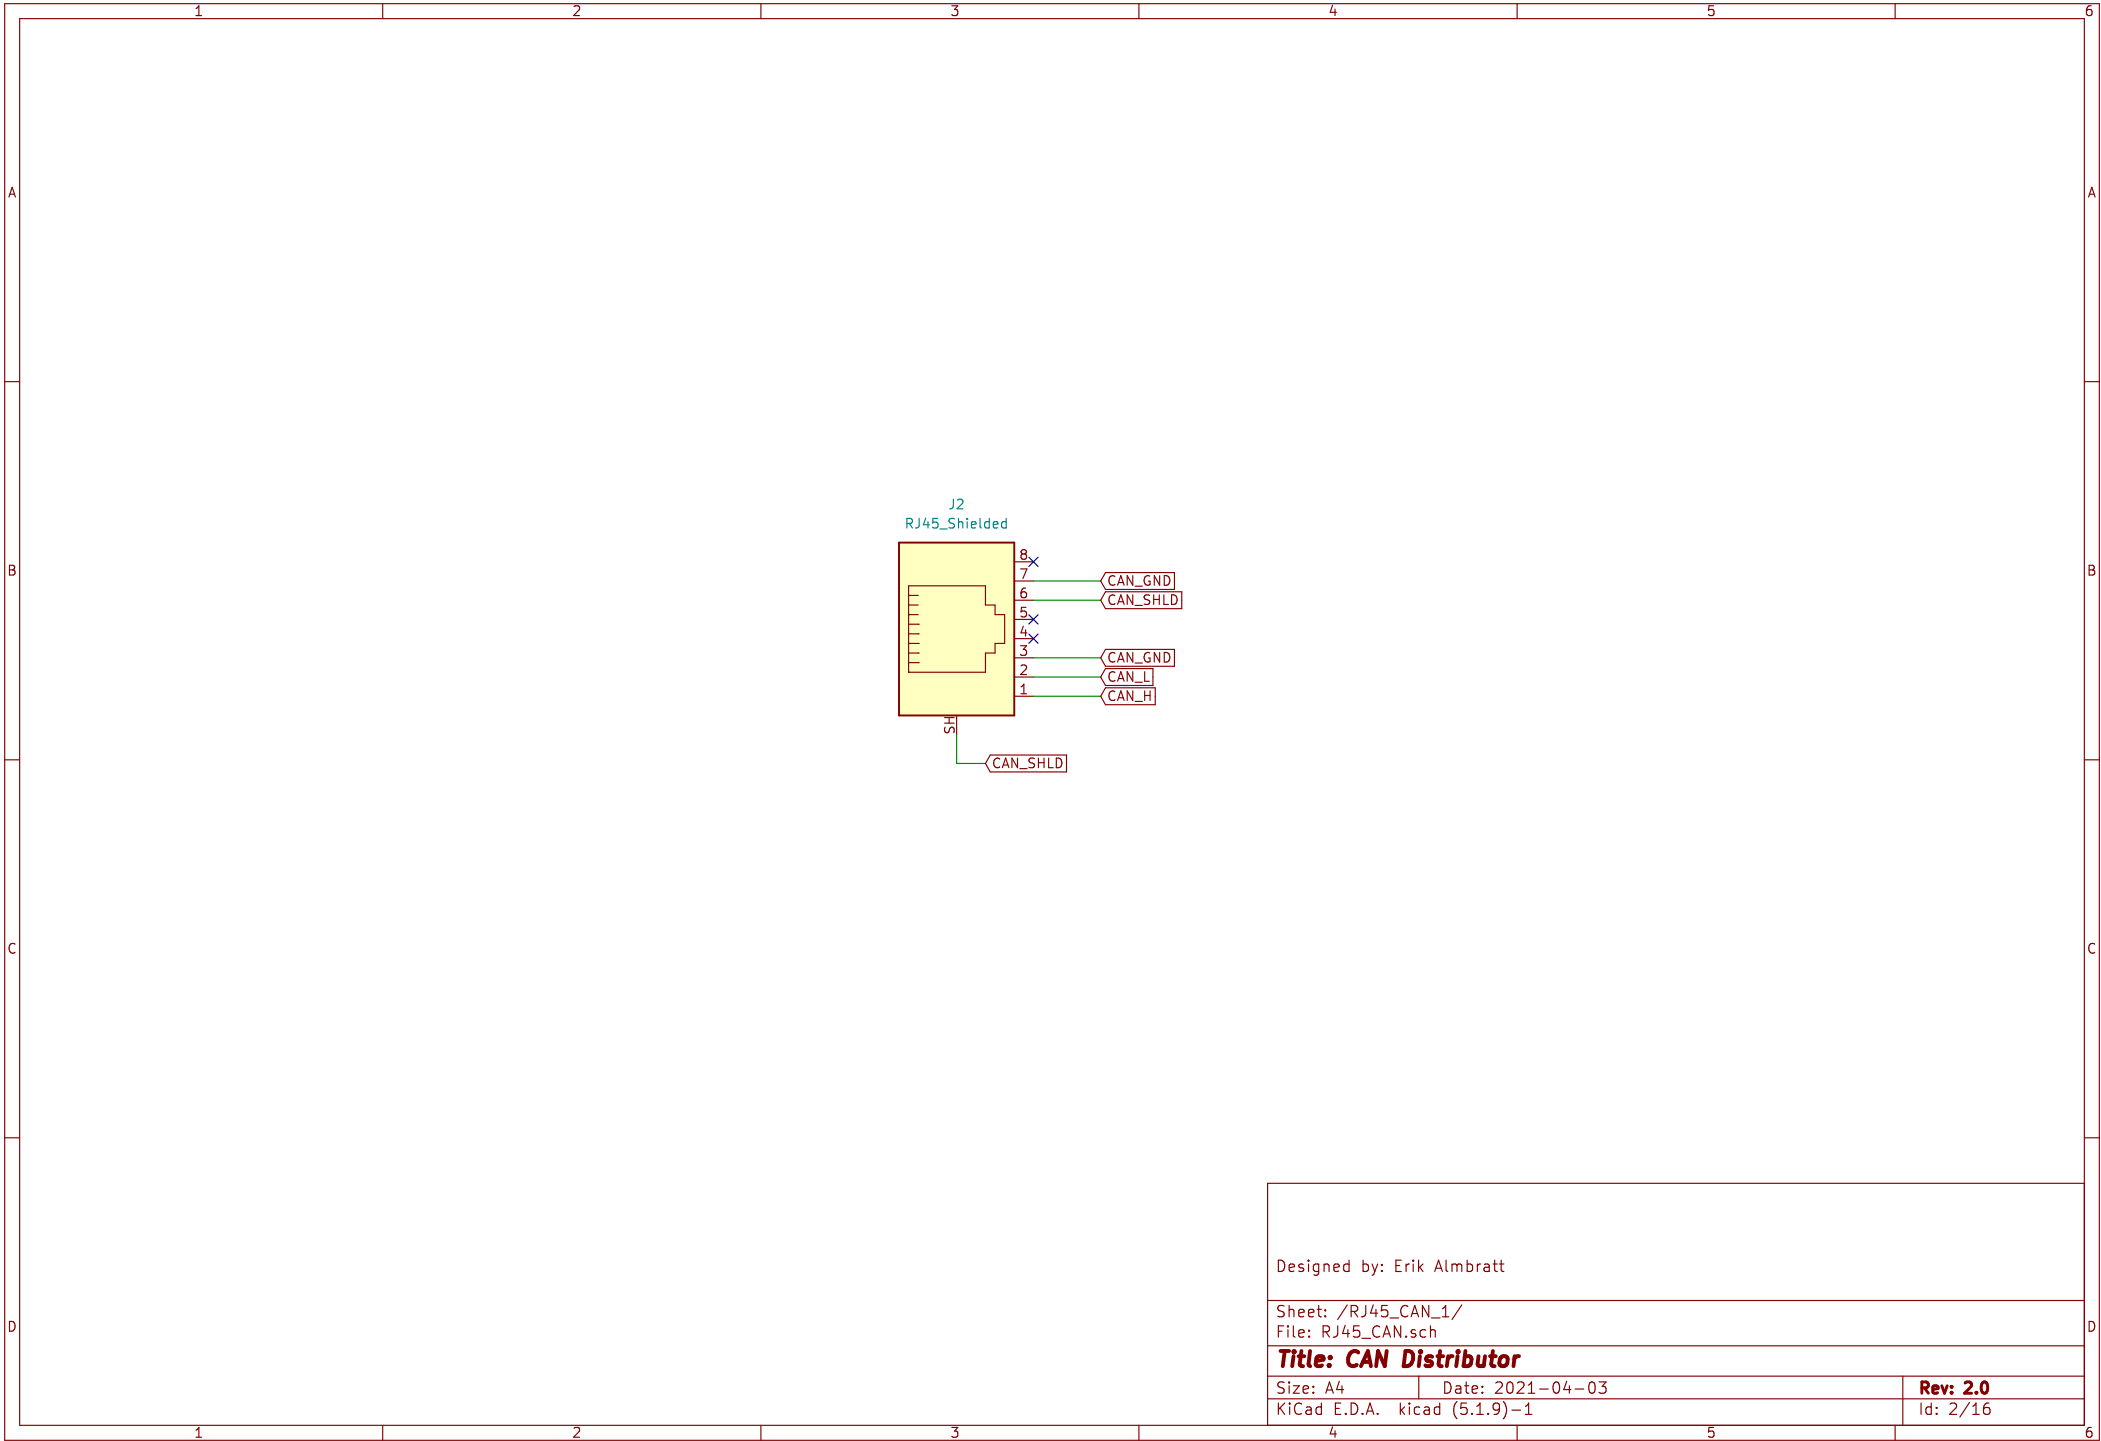 1 2 3 4 5 6
A A
B B
J2
RJ45_Shielded
8
7 CAN_GND
6 CAN_SHLD
5
4
3 CAN_GND
2 CAN_L
1 CAN_H
SH
CAN_SHLD
C C
Designed by: Erik Almbratt
Sheet: /RJ45_CAN_1/
File: RJ45_CAN.sch
D D
Title: CAN Distributor
Size: A4 Date: 2021-04-03 Rev: 2.0
KiCad E.D.A. kicad (5.1.9)-1 Id: 2/16
1 2 3 4 5 6